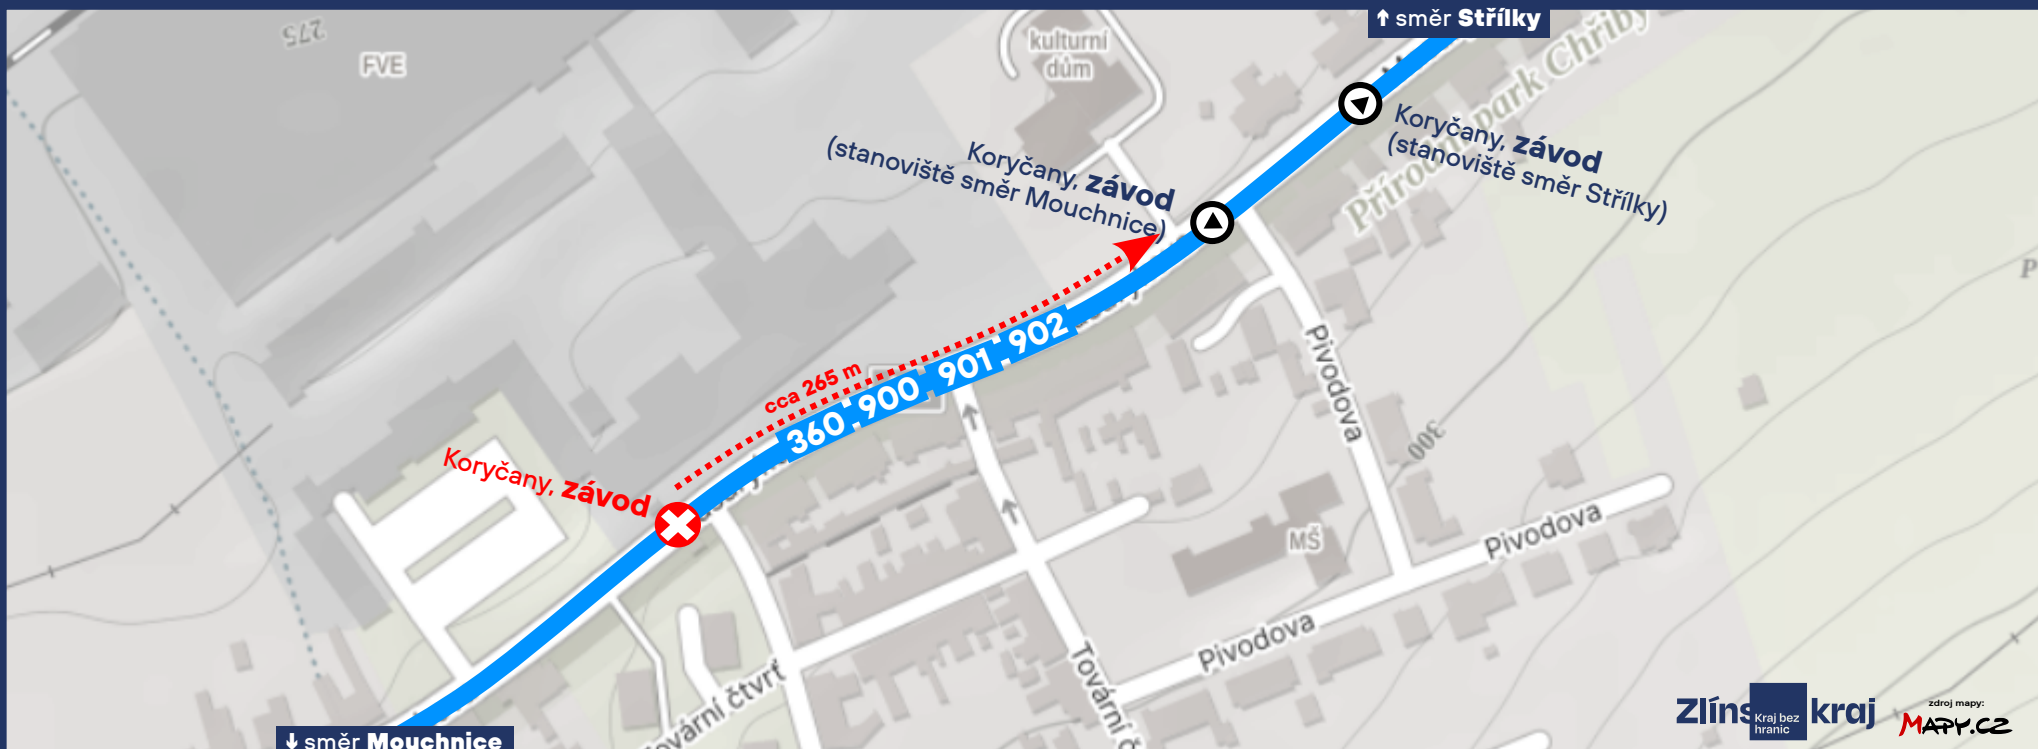 ↑ směr Střílky
275
FVE
kulturní
dům
Přírodní park Chřiby
Koryčany, závod
(stanoviště směr Mouchnice)
Koryčany, závod
(stanoviště směr Střílky)
360 900 901 902
cca 265 m
Koryčany, závod
Pivodova
300
MŠ
Pivodova
Pivodova
Tovární
čtvrť
↓ směr Mouchnice
Kraj bez
hranic
kraj
zdroj mapy:
MAPY.CZ